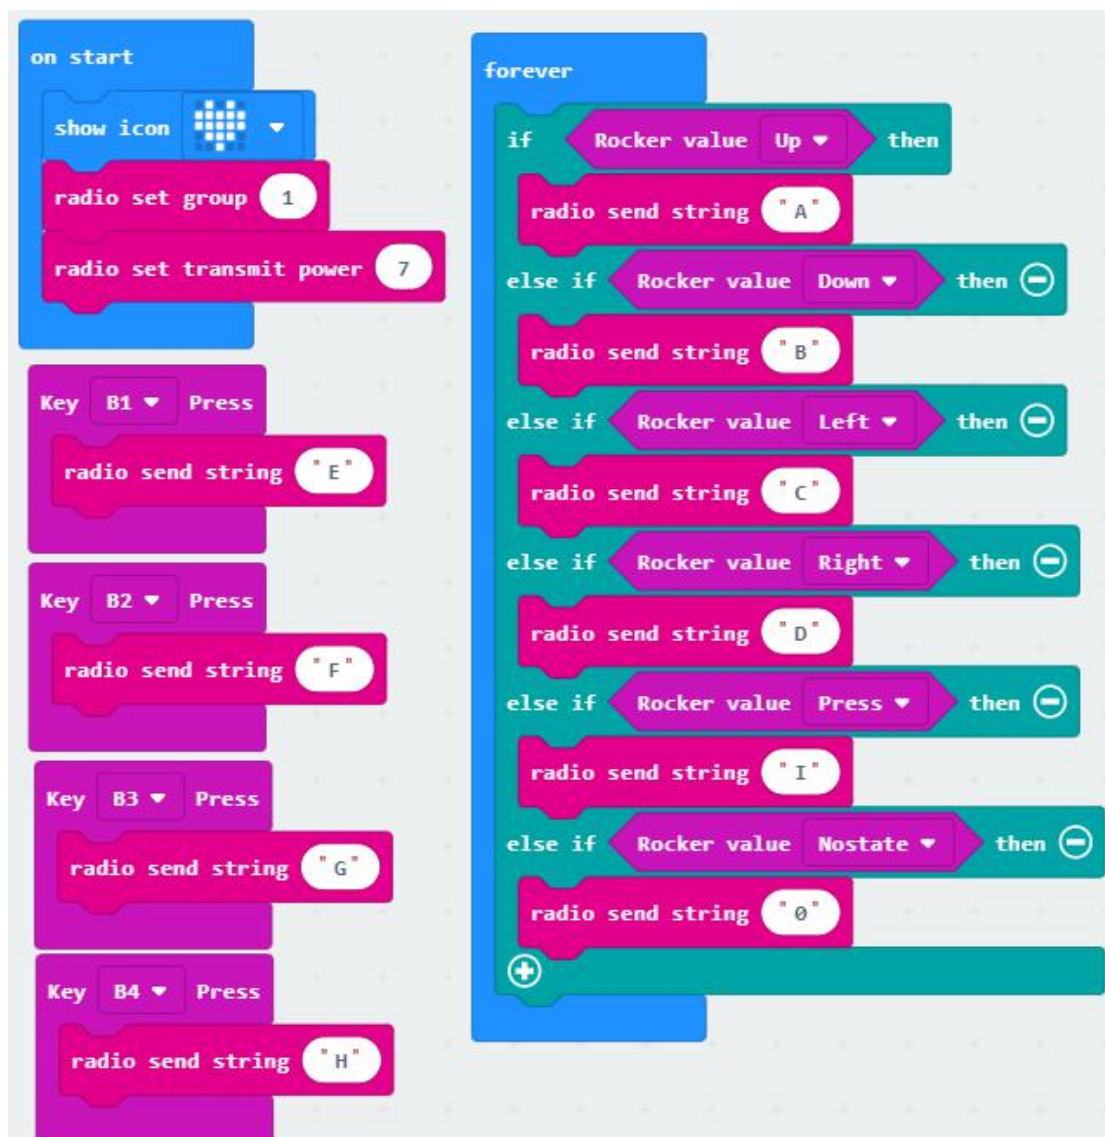 on start
show icon
radio set group 1
radio set transmit power 7
Key B1 Press
radio send string "E"
Key B2 Press
radio send string "F"
Key B3 Press
radio send string "G"
Key B4 Press
radio send string "H"
forever
if Rocker value Up then
radio send string "A"
else if Rocker value Down then
radio send string "B"
else if Rocker value Left then
radio send string "C"
else if Rocker value Right then
radio send string "D"
else if Rocker value Press then
radio send string "I"
else if Rocker value Nostate then
radio send string "0"